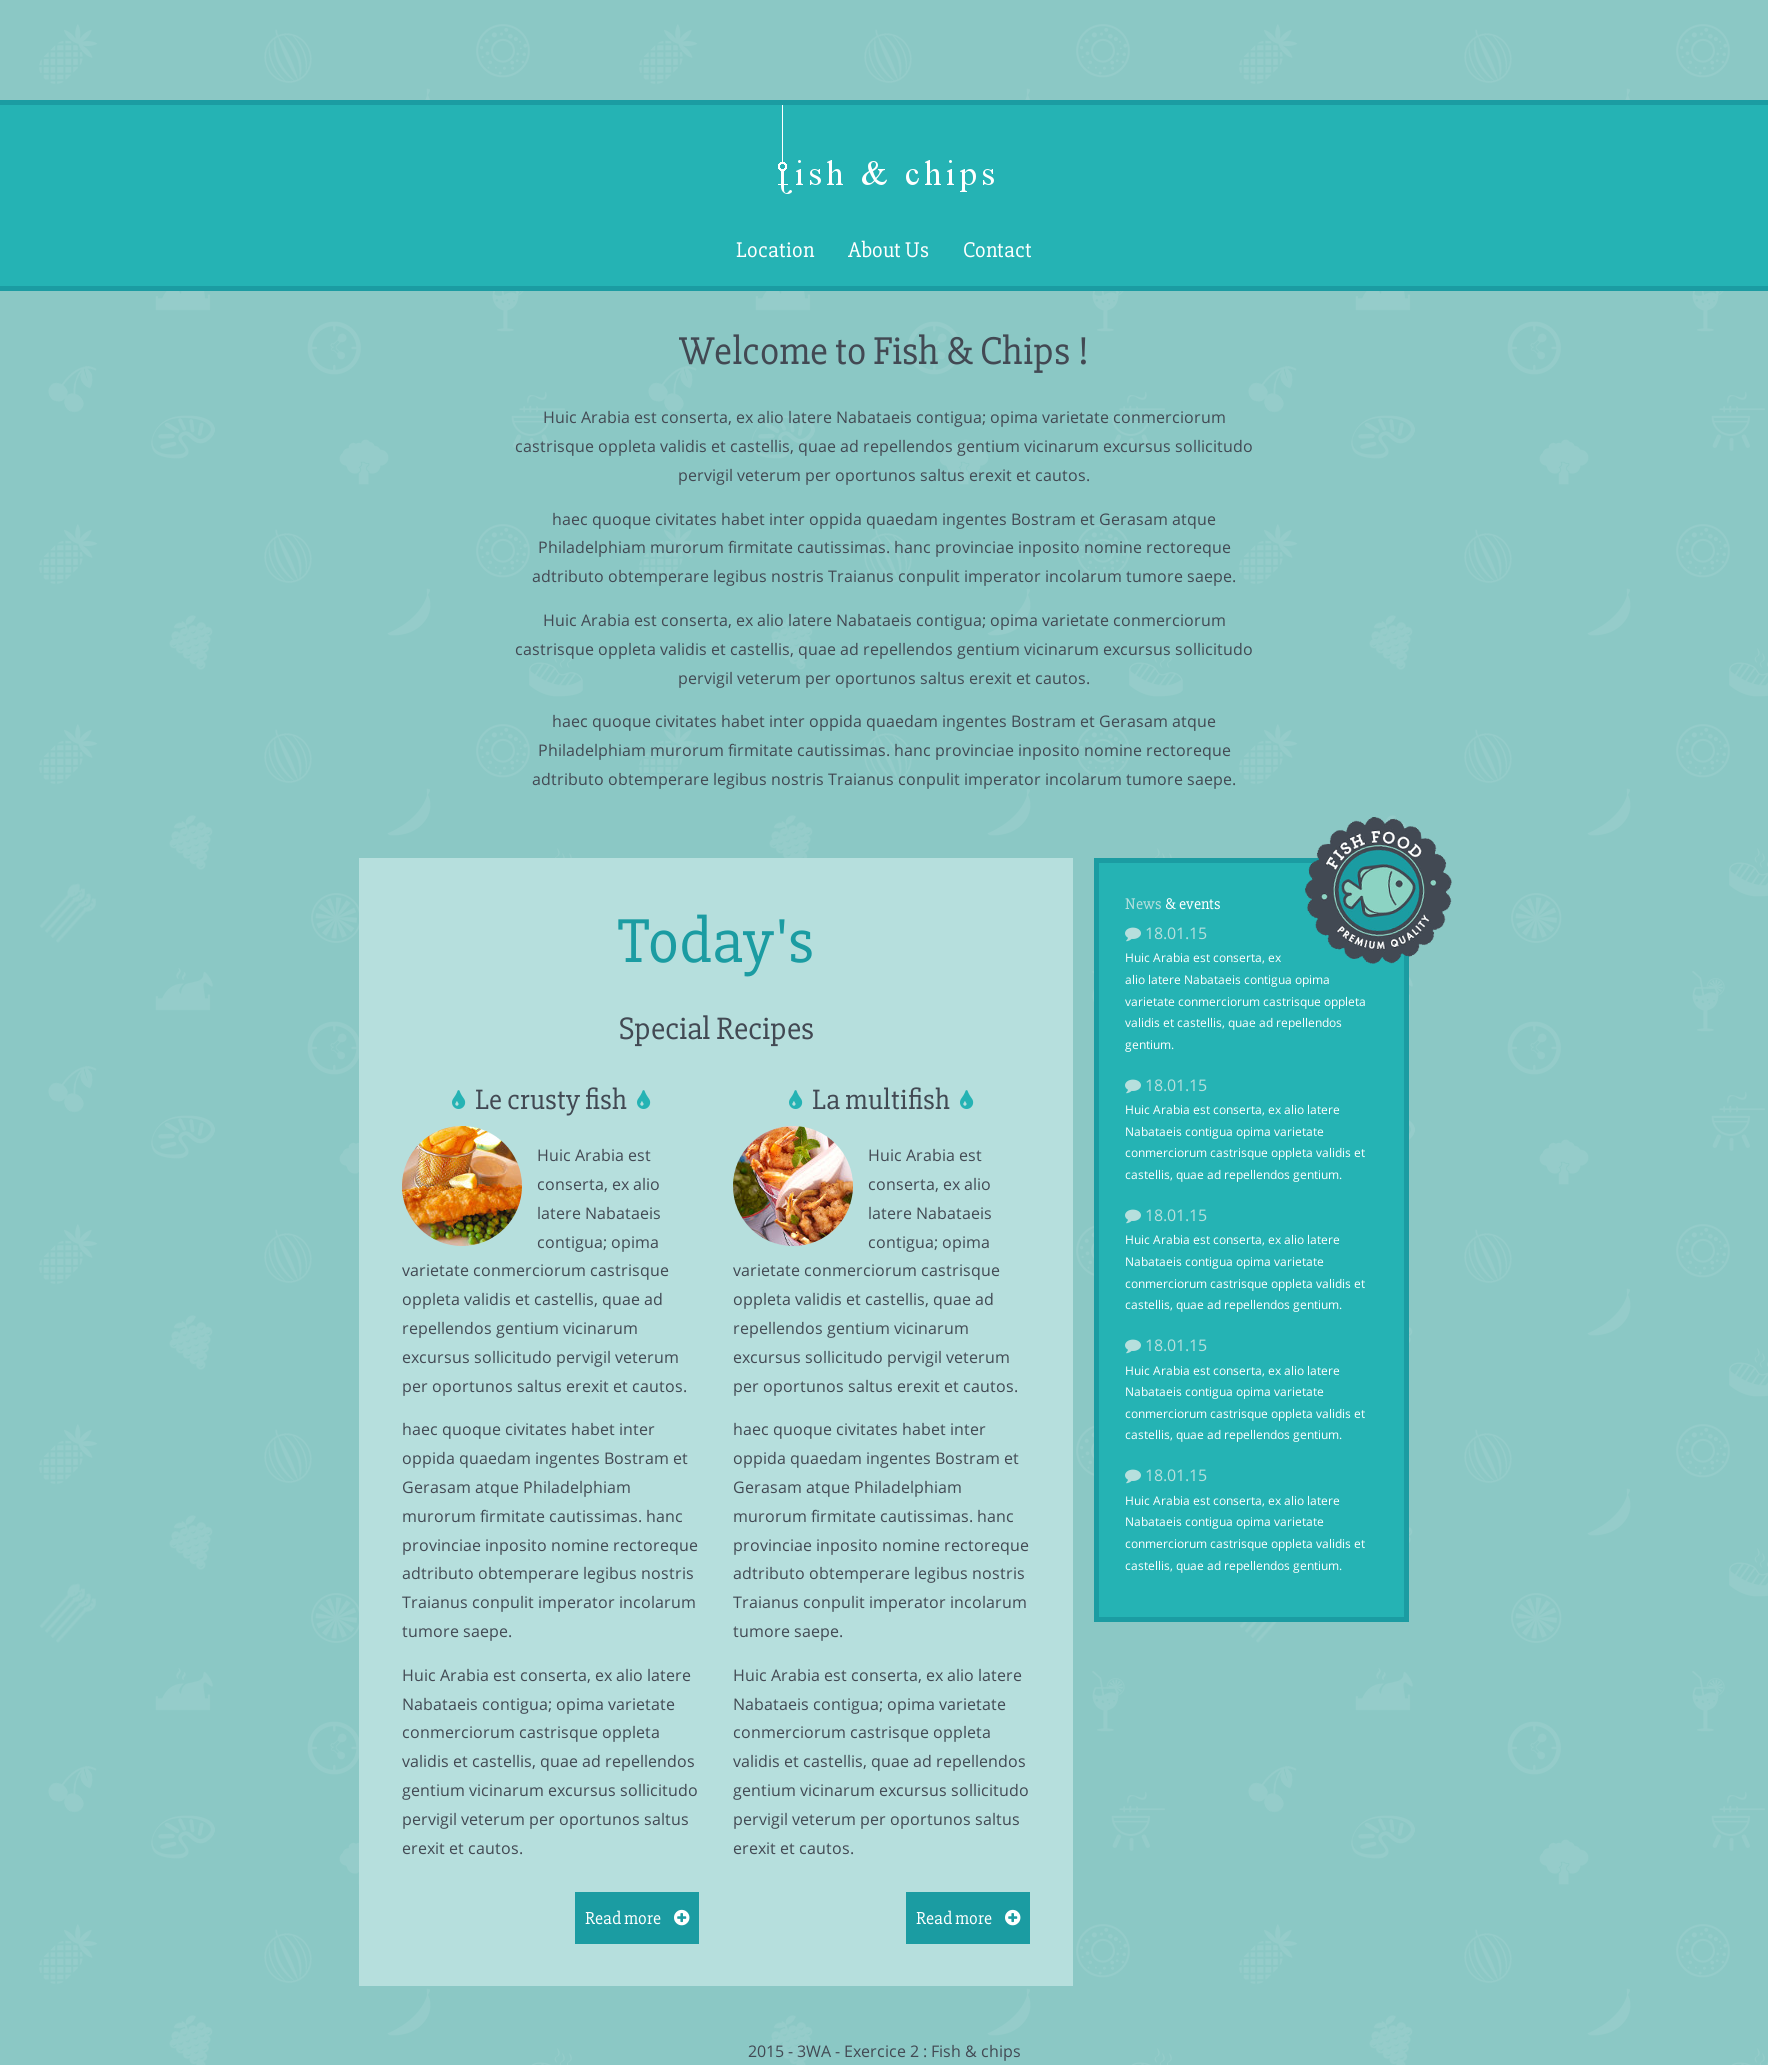 fish & chips
Location About Us Contact
Welcome to Fish & Chips !
Huic Arabia est conserta, ex alio latere Nabataeis contigua; opima varietate conmerciorum
castrisque oppleta validis et castellis, quae ad repellendos gentium vicinarum excursus sollicitudo
pervigil veterum per oportunos saltus erexit et cautos.
haec quoque civitates habet inter oppida quaedam ingentes Bostram et Gerasam atque
Philadelphiam murorum firmitate cautissimas. hanc provinciae inposito nomine rectoreque
adtributo obtemperare legibus nostris Traianus conpulit imperator incolarum tumore saepe.
Huic Arabia est conserta, ex alio latere Nabataeis contigua; opima varietate conmerciorum
castrisque oppleta validis et castellis, quae ad repellendos gentium vicinarum excursus sollicitudo
pervigil veterum per oportunos saltus erexit et cautos.
haec quoque civitates habet inter oppida quaedam ingentes Bostram et Gerasam atque
Philadelphiam murorum firmitate cautissimas. hanc provinciae inposito nomine rectoreque
adtributo obtemperare legibus nostris Traianus conpulit imperator incolarum tumore saepe.
Today's
Special Recipes
Le crusty fish
Huic Arabia est
conserta, ex alio
latere Nabataeis
contigua; opima
varietate conmerciorum castrisque
oppleta validis et castellis, quae ad
repellendos gentium vicinarum
excursus sollicitudo pervigil veterum
per oportunos saltus erexit et cautos.
haec quoque civitates habet inter
oppida quaedam ingentes Bostram et
Gerasam atque Philadelphiam
murorum firmitate cautissimas. hanc
provinciae inposito nomine rectoreque
adtributo obtemperare legibus nostris
Traianus conpulit imperator incolarum
tumore saepe.
Huic Arabia est conserta, ex alio latere
Nabataeis contigua; opima varietate
conmerciorum castrisque oppleta
validis et castellis, quae ad repellendos
gentium vicinarum excursus sollicitudo
pervigil veterum per oportunos saltus
erexit et cautos.
Read more
La multifish
Huic Arabia est
conserta, ex alio
latere Nabataeis
contigua; opima
varietate conmerciorum castrisque
oppleta validis et castellis, quae ad
repellendos gentium vicinarum
excursus sollicitudo pervigil veterum
per oportunos saltus erexit et cautos.
haec quoque civitates habet inter
oppida quaedam ingentes Bostram et
Gerasam atque Philadelphiam
murorum firmitate cautissimas. hanc
provinciae inposito nomine rectoreque
adtributo obtemperare legibus nostris
Traianus conpulit imperator incolarum
tumore saepe.
Huic Arabia est conserta, ex alio latere
Nabataeis contigua; opima varietate
conmerciorum castrisque oppleta
validis et castellis, quae ad repellendos
gentium vicinarum excursus sollicitudo
pervigil veterum per oportunos saltus
erexit et cautos.
Read more
FISH FOOD
PREMIUM QUALITY
News & events
18.01.15
Huic Arabia est conserta, ex
alio latere Nabataeis contigua opima
varietate conmerciorum castrisque oppleta
validis et castellis, quae ad repellendos
gentium.
18.01.15
Huic Arabia est conserta, ex alio latere
Nabataeis contigua opima varietate
conmerciorum castrisque oppleta validis et
castellis, quae ad repellendos gentium.
18.01.15
Huic Arabia est conserta, ex alio latere
Nabataeis contigua opima varietate
conmerciorum castrisque oppleta validis et
castellis, quae ad repellendos gentium.
18.01.15
Huic Arabia est conserta, ex alio latere
Nabataeis contigua opima varietate
conmerciorum castrisque oppleta validis et
castellis, quae ad repellendos gentium.
18.01.15
Huic Arabia est conserta, ex alio latere
Nabataeis contigua opima varietate
conmerciorum castrisque oppleta validis et
castellis, quae ad repellendos gentium.
2015 - 3WA - Exercice 2 : Fish & chips